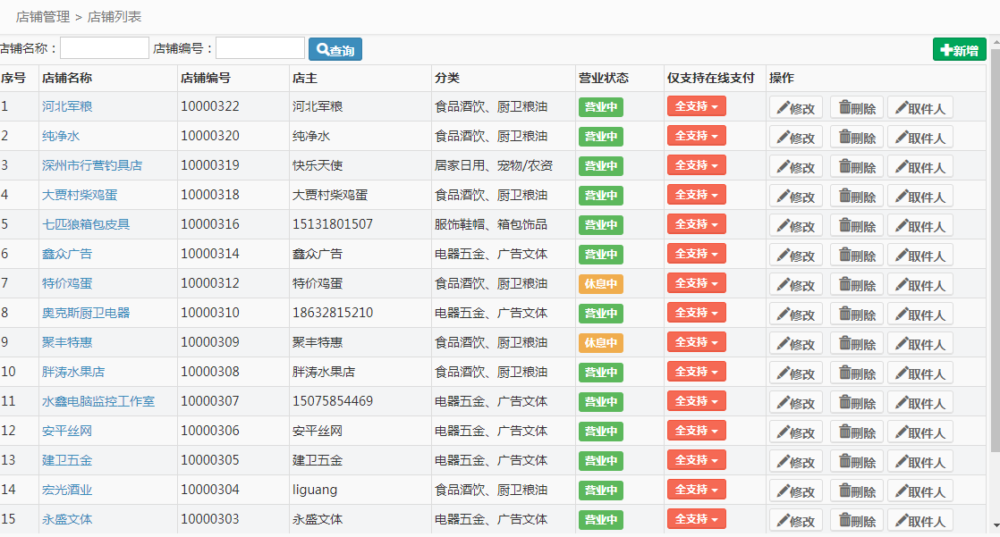 店铺管理 > 店铺列表
店铺名称： 店铺编号： 查询 新增
序号 店铺名称 店铺编号 店主 分类 营业状态 仅支持在线支付 操作
1 河北军粮 10000322 河北军粮 食品酒饮、厨卫粮油 营业中 全支持 修改 删除 取件人
2 纯净水 10000320 纯净水 食品酒饮、厨卫粮油 营业中 全支持 修改 删除 取件人
3 深州市行营钓具店 10000319 快乐天使 居家日用、宠物/农资 营业中 全支持 修改 删除 取件人
4 大贾村柴鸡蛋 10000318 大贾村柴鸡蛋 食品酒饮、厨卫粮油 营业中 全支持 修改 删除 取件人
5 七匹狼箱包皮具 10000316 15131801507 服饰鞋帽、箱包饰品 营业中 全支持 修改 删除 取件人
6 鑫众广告 10000314 鑫众广告 电器五金、广告文体 营业中 全支持 修改 删除 取件人
7 特价鸡蛋 10000312 特价鸡蛋 食品酒饮、厨卫粮油 休息中 全支持 修改 删除 取件人
8 奥克斯厨卫电器 10000310 18632815210 电器五金、广告文体 营业中 全支持 修改 删除 取件人
9 聚丰特惠 10000309 聚丰特惠 食品酒饮、厨卫粮油 休息中 全支持 修改 删除 取件人
10 胖涛水果店 10000308 胖涛水果店 食品酒饮、厨卫粮油 营业中 全支持 修改 删除 取件人
11 水鑫电脑监控工作室 10000307 15075854469 电器五金、广告文体 营业中 全支持 修改 删除 取件人
12 安平丝网 10000306 安平丝网 电器五金、广告文体 营业中 全支持 修改 删除 取件人
13 建卫五金 10000305 建卫五金 电器五金、广告文体 营业中 全支持 修改 删除 取件人
14 宏光酒业 10000304 liguang 食品酒饮、厨卫粮油 营业中 全支持 修改 删除 取件人
15 永盛文体 10000303 永盛文体 电器五金、广告文体 营业中 全支持 修改 删除 取件人